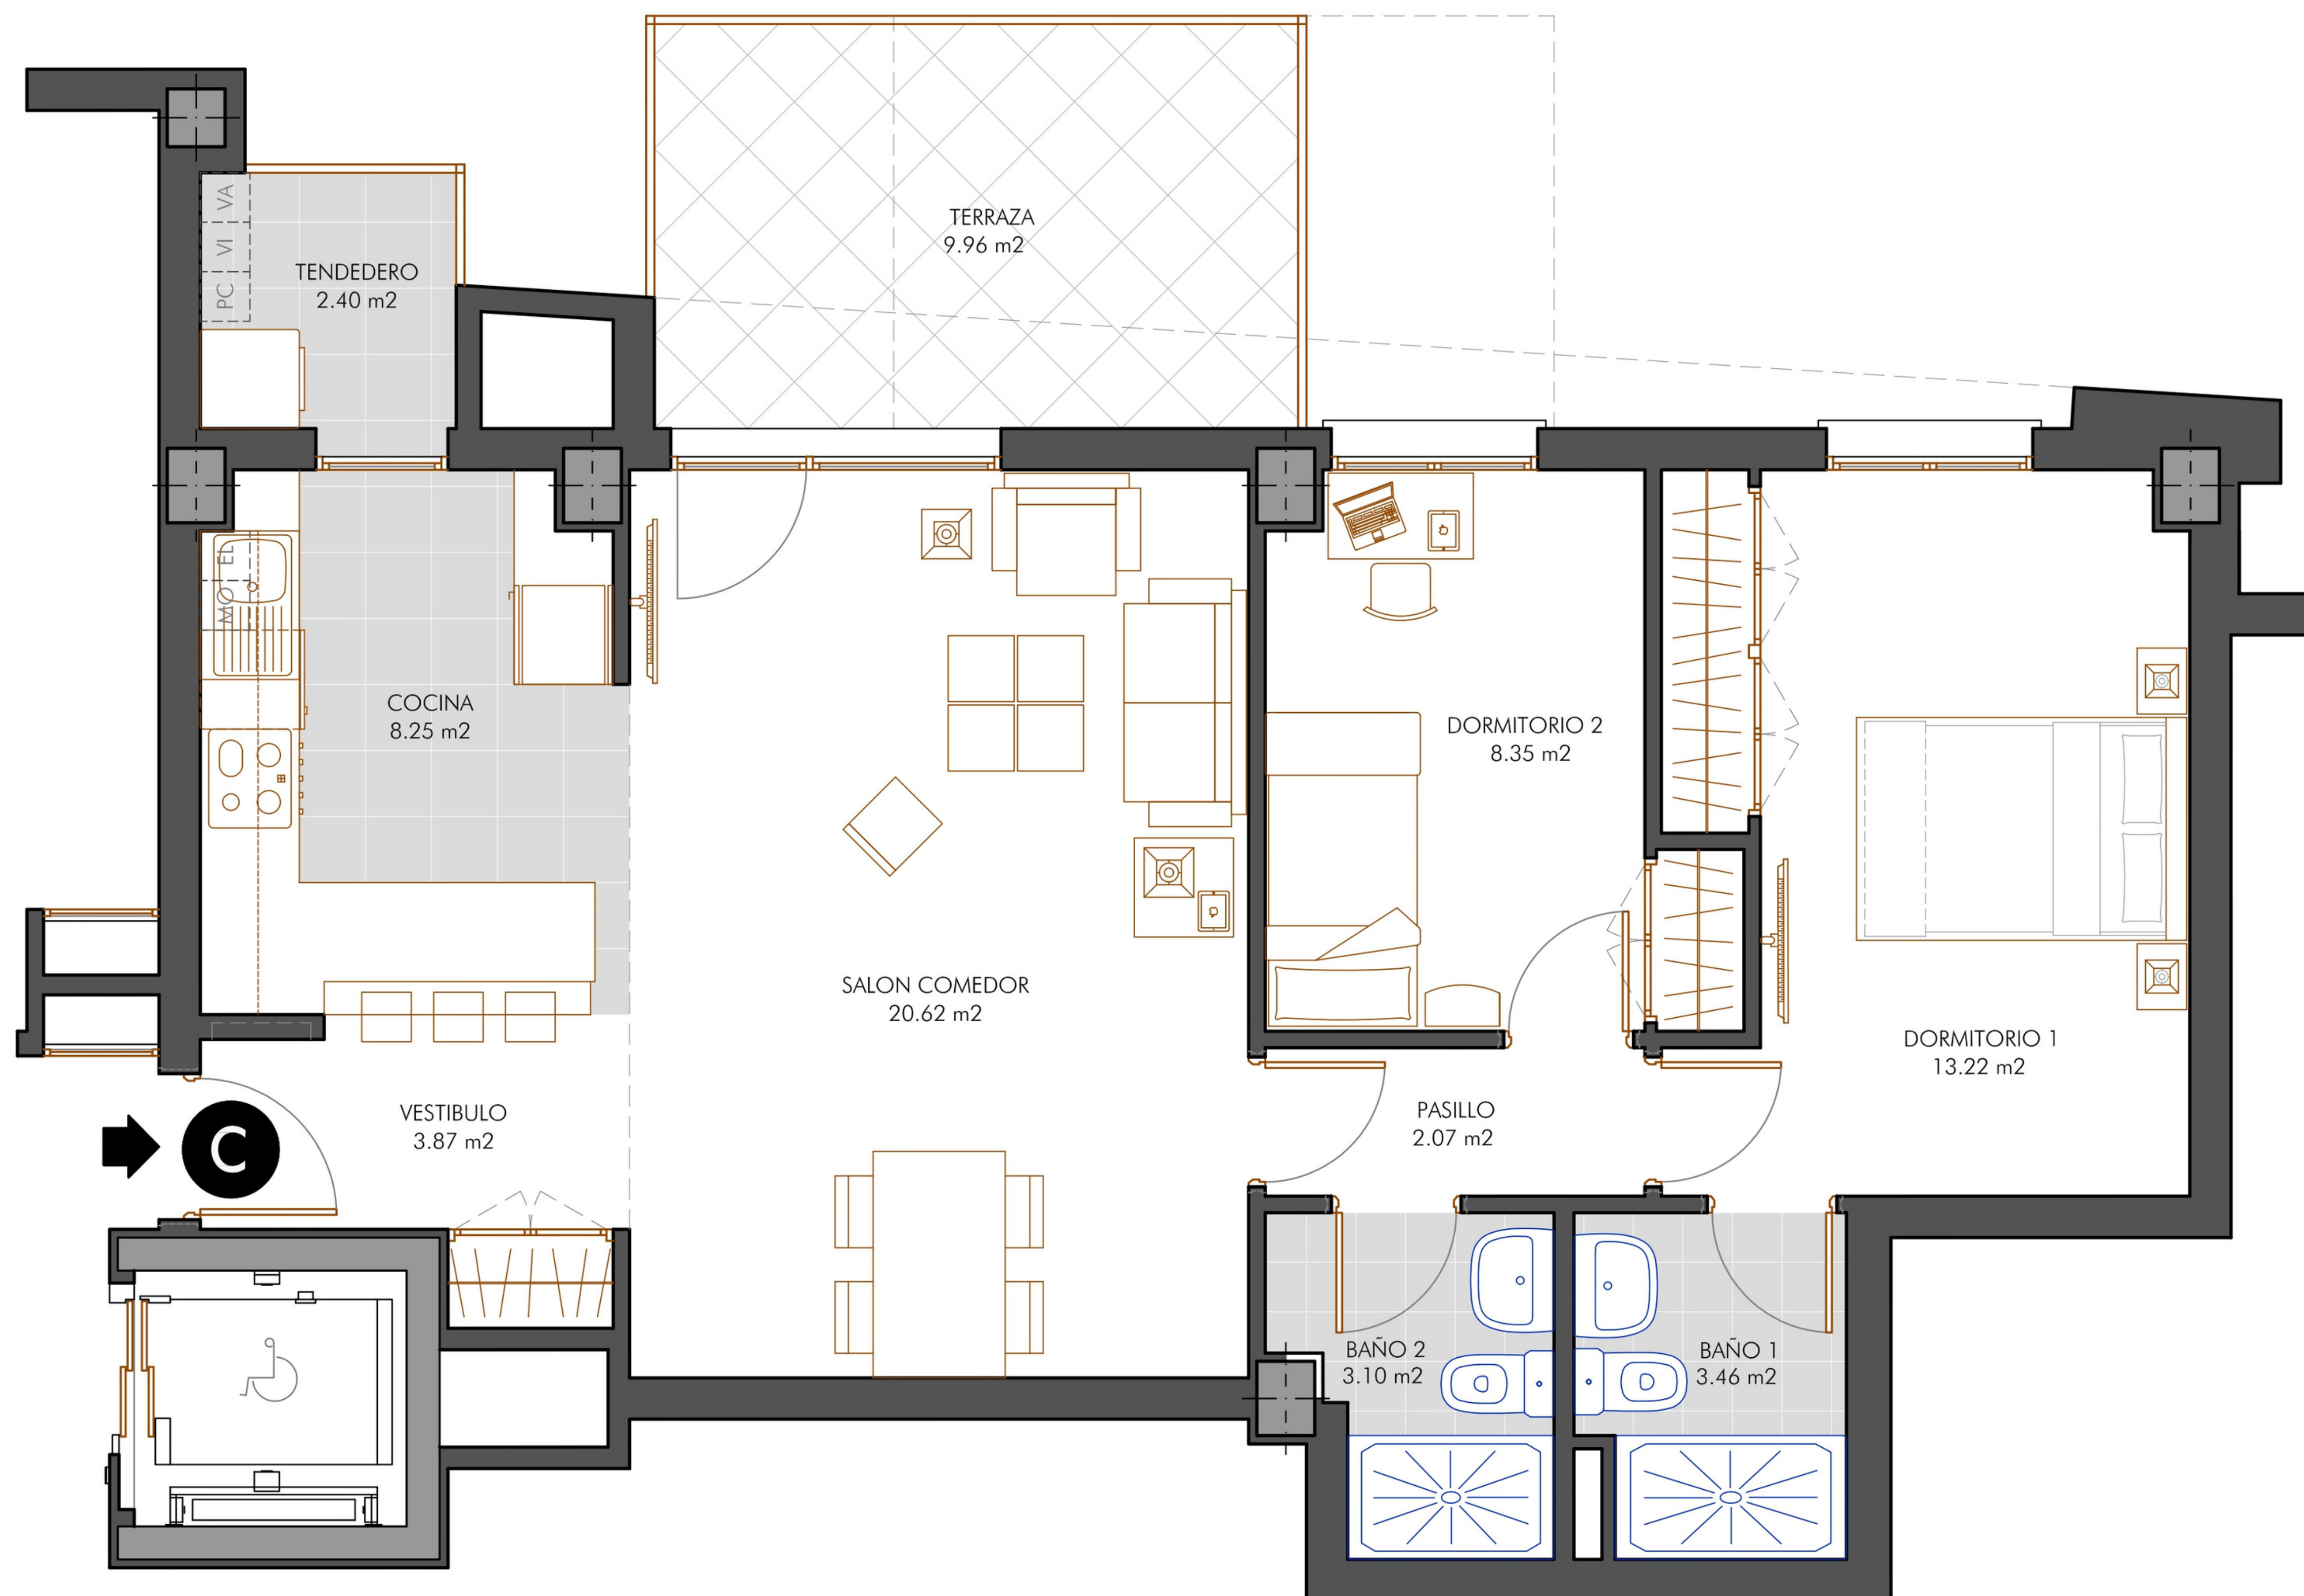 TERRAZA
9.96 m2
VA
VI
PC
TENDEDERO
2.40 m2
EL
MO
COCINA
8.25 m2
DORMITORIO 2
8.35 m2
SALON COMEDOR
20.62 m2
DORMITORIO 1
13.22 m2
C
VESTIBULO
3.87 m2
PASILLO
2.07 m2
BAÑO 2
3.10 m2
BAÑO 1
3.46 m2